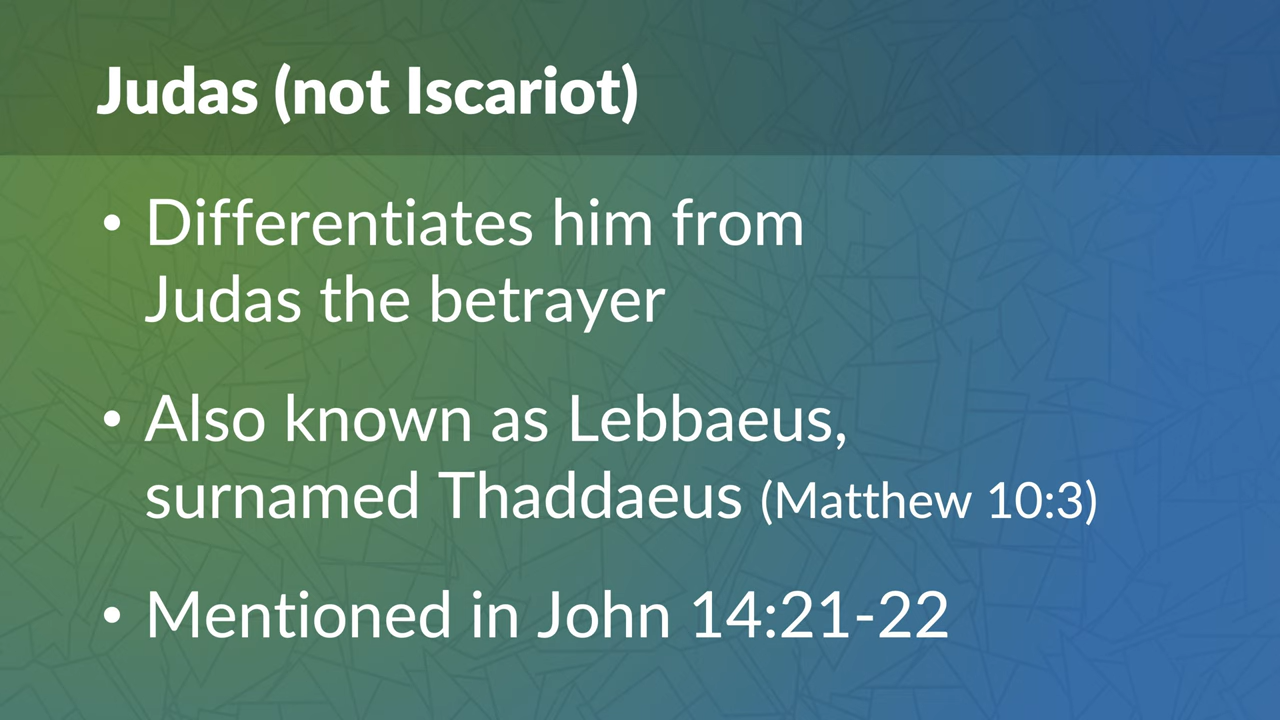 Judas (not Iscariot)
• Differentiates him from
Judas the betrayer
• Also known as Lebbaeus,
surnamed Thaddaeus (Matthew 10:3)
• Mentioned in John 14:21-22